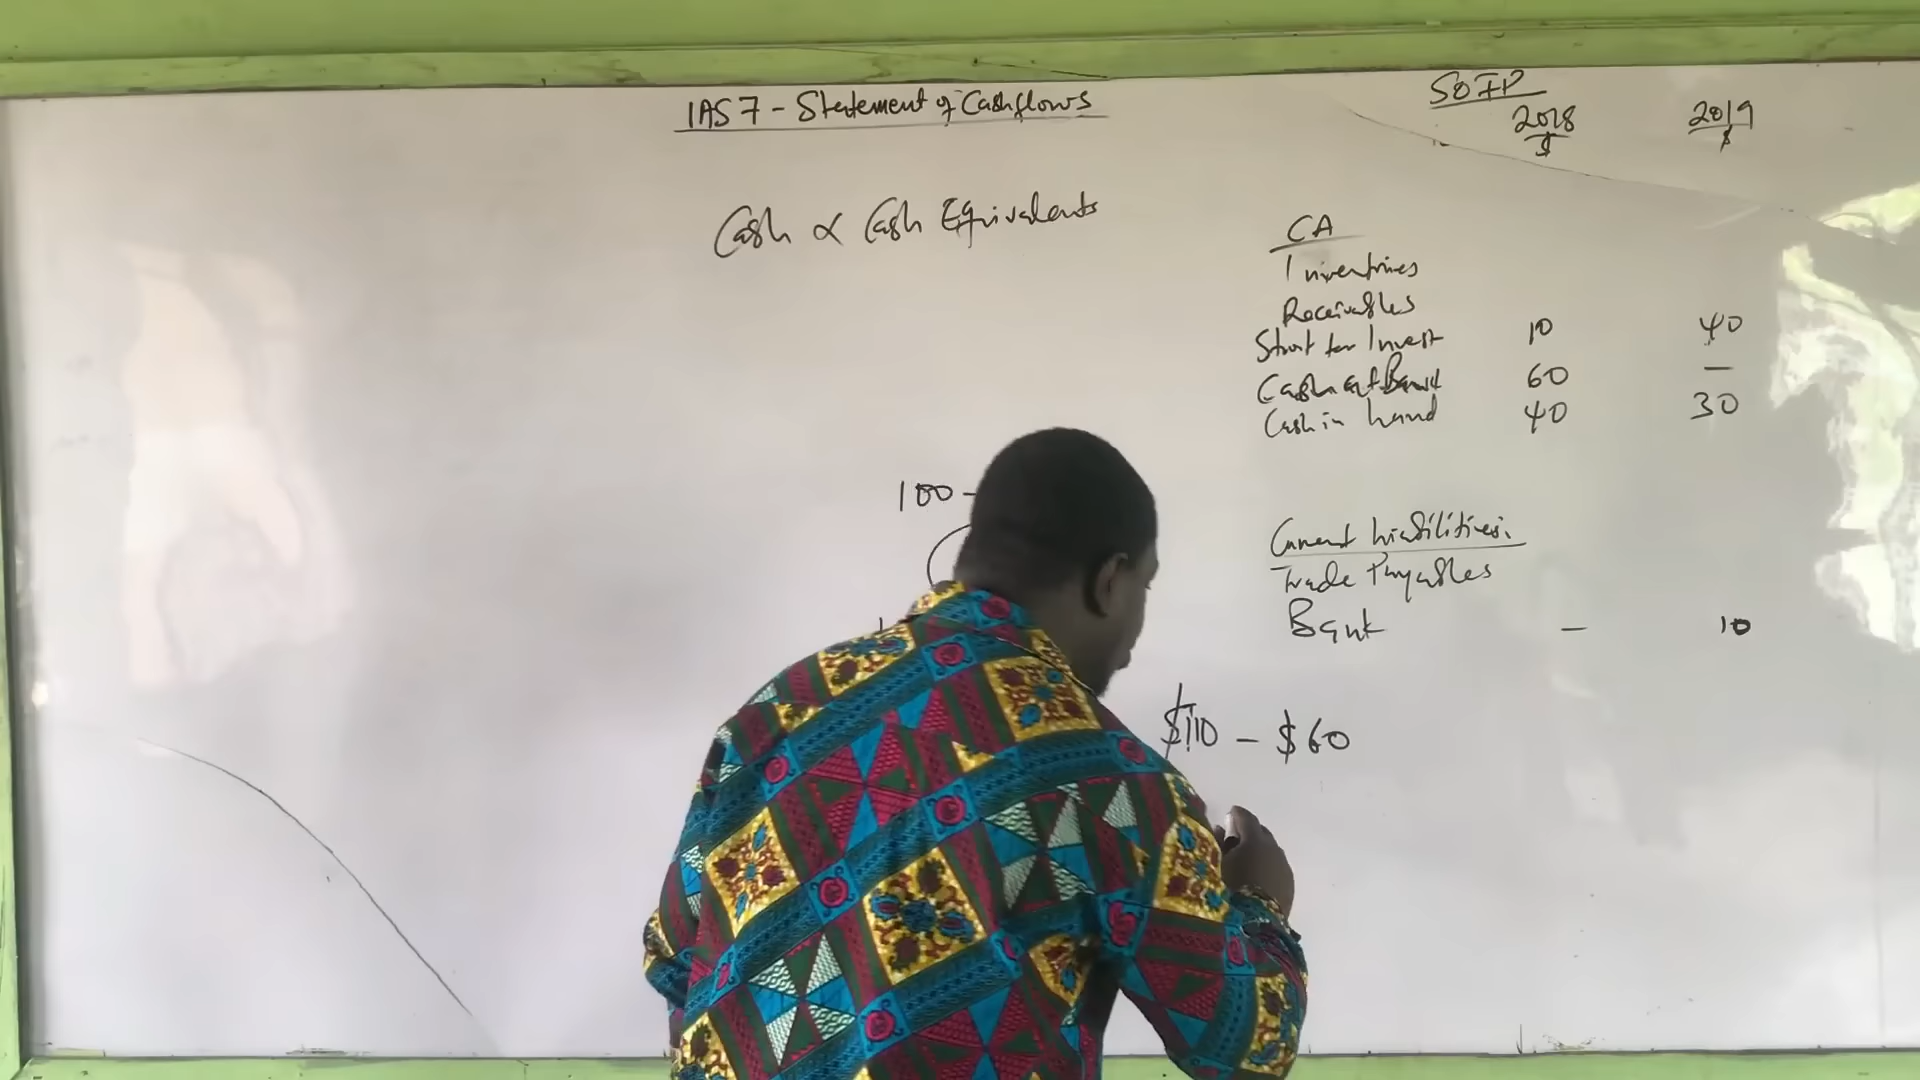 IAS 7 - Statement of Cashflows
Cash & Cash Equivalents
100 -
SOFP
2018 2019
$ $
CA
Inventories
Receivables
Short ter Invest 10 40
Cash at Bank 60 -
Cash in hand 40 30
Current liabilities:
Trade Payables
Bank - 10
$110 - $60